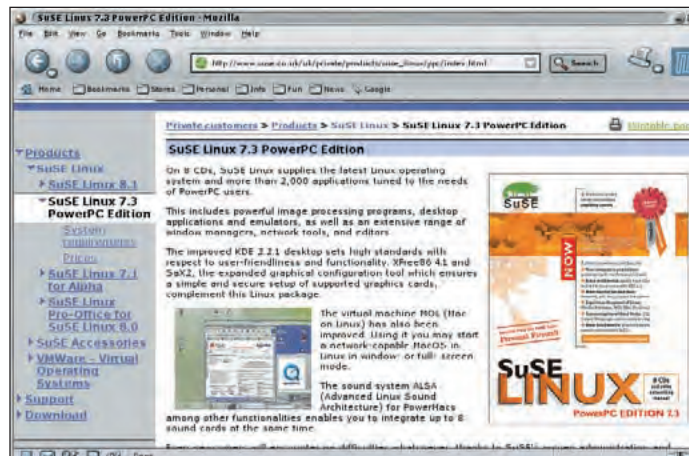 SuSE Linux 7.3 PowerPC Edition - Mozilla
File Edit View Go Bookmarks Tools Window Help
http://www.suse.co.uk/uk/private/products/suse_linux/ppc/index.html
Search
Home Bookmarks Stores Personal Info Fun News Google
Private customers > Products > SuSE Linux > SuSE Linux 7.3 PowerPC Edition
Printable
Products
SuSE Linux
SuSE Linux 8.1
SuSE Linux 7.3
PowerPC Edition
System
requirements
Prices
SuSE Linux 7.1
for Alpha
SuSE Linux
Pro-Office for
SuSE Linux 8.0
SuSE Accessories
VMWare - Virtual
Operating
Systems
Support
Download
SuSE Linux 7.3 PowerPC Edition
On 8 CDs, SuSE Linux supplies the latest Linux operating
system and more than 2,000 applications tuned to the needs
of PowerPC users.
This includes powerful image processing programs, desktop
applications and emulators, as well as an extensive range of
window managers, network tools, and editors
The improved KDE 2.2.1 desktop sets high standards with
respect to user-friendliness and functionality. XFree86 4.1 and
SaX2, the expanded graphical configuration tool which ensures
a simple and secure setup of supported graphics cards,
complement this Linux package.
The virtual machine MOL (Mac
on Linux) has also been
improved. Using it you may start
a network-capable MacOS in
Linux in window- or full- screen
mode.
The sound system ALSA
(Advanced Linux Sound
Architecture) for PowerMacs
among other functionalities enables you to integrate up to 8
sound cards at the same time.
SuSE
NOW
Personal Firewall
SuSE
LINUX
8 CDs
PowerPC EDITION 7.3